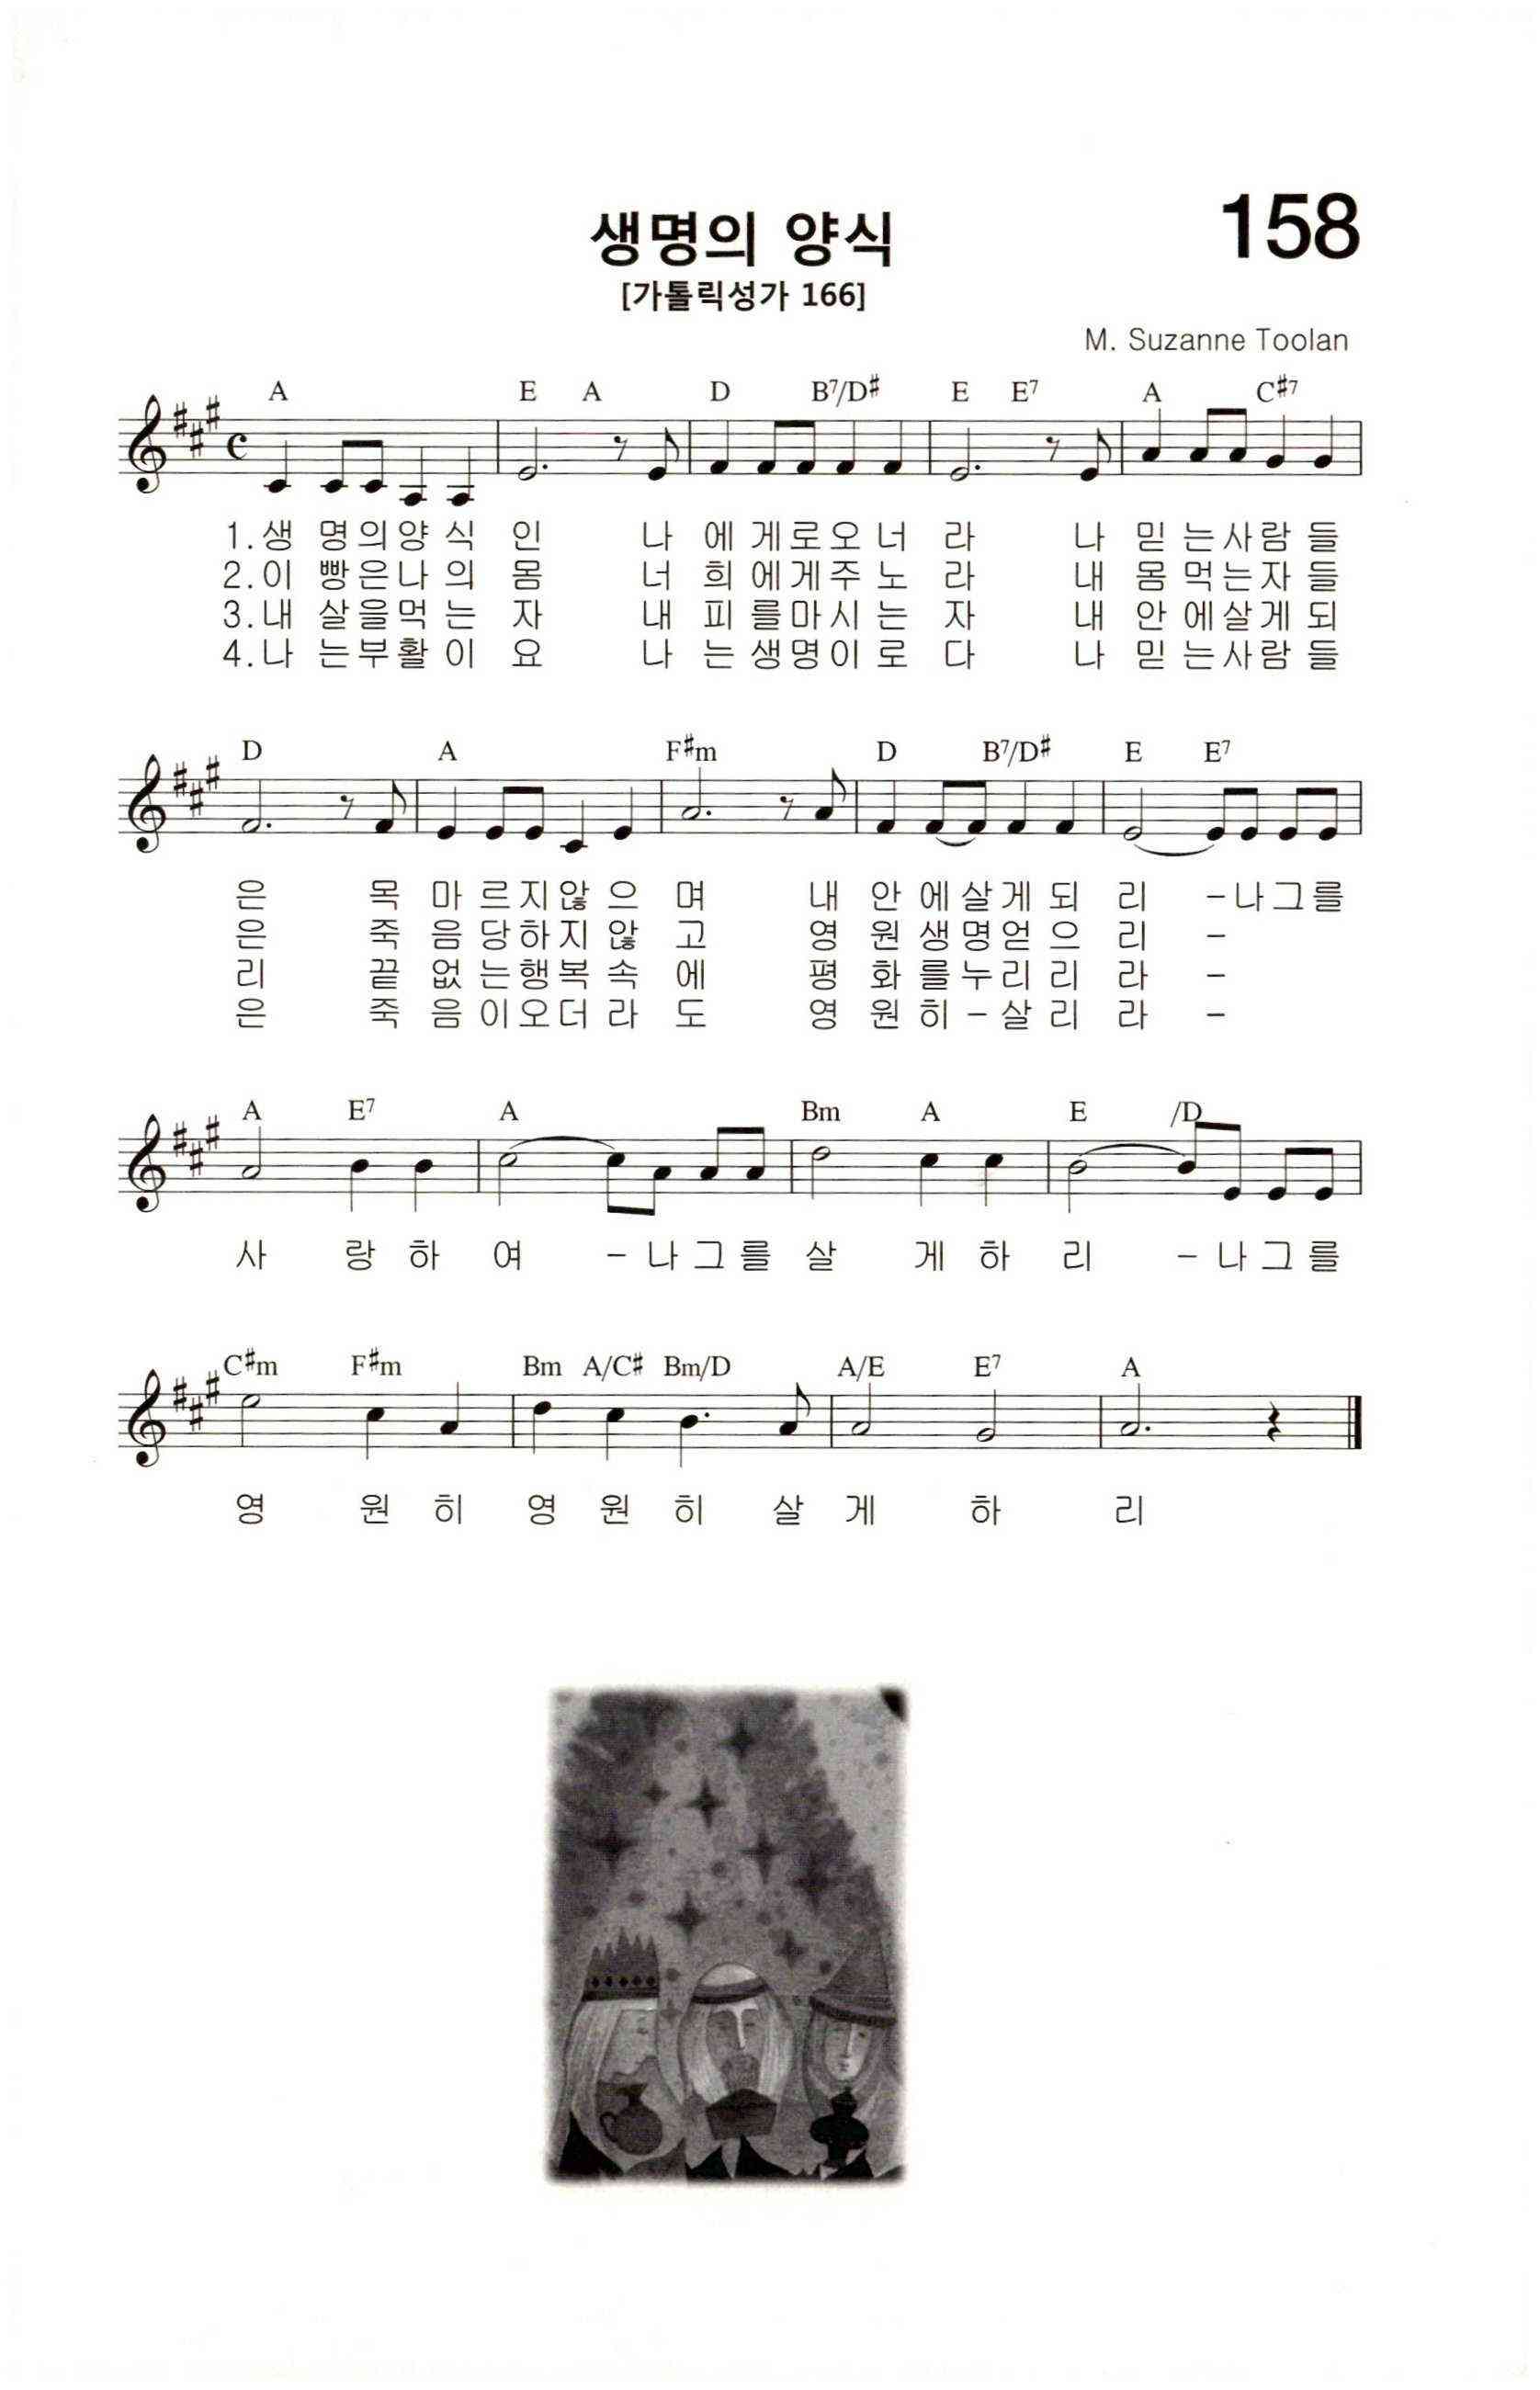 158
생명의 양식
[가톨릭성가 166]
M. Suzanne Toolan
A E A D B7/D# E E7 A C#7
1.생 명의양 식 인 나 에 게로오 너 라 나 믿 는사람 들
2.이 빵은나 의 몸 너 희 에게주 노 라 내 몸 먹는자 들
3.내 살을먹 는 자 내 피 를마시 는 자 내 안 에살게 되
4.나 는부활 이 요 나 는 생명이 로 다 나 믿 는사람 들
D A F#m D B7/D# E E7
은 목 마 르지않 으 며 내 안 에살게 되 리 -나그를
은 죽 음 당하지 않 고 영 원 생명얻 으 리 -
리 끝 없 는행복 속 에 평 화 를누리 리 라 -
은 죽 음 이오더 라 도 영 원 히-살 리 라 -
A E7 A Bm A E /D
사 랑 하 여 -나그를 살 게 하 리 -나그를
C#m F#m Bm A/C# Bm/D A/E E7 A
영 원 히 영 원 히 살 게 하 리